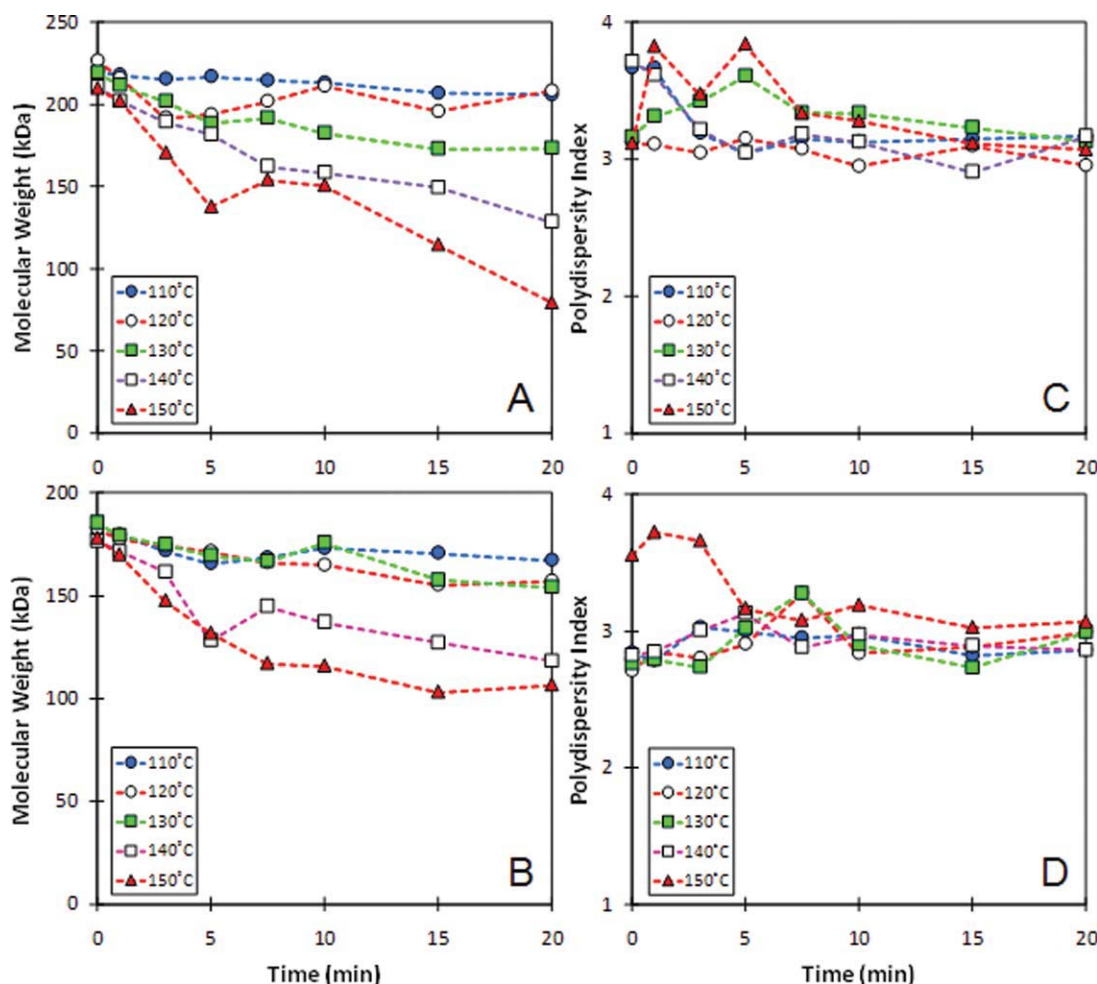 250
200
150
100
50
0
Molecular Weight (kDa)
110°C
120°C
130°C
140°C
150°C
A
0 5 10 15 20
4
3
2
1
Polydispersity Index
110°C
120°C
130°C
140°C
150°C
C
0 5 10 15 20
200
150
100
50
0
Molecular Weight (kDa)
110°C
120°C
130°C
140°C
150°C
B
0 5 10 15 20
Time (min)
4
3
2
1
Polydispersity Index
110°C
120°C
130°C
140°C
150°C
D
0 5 10 15 20
Time (min)